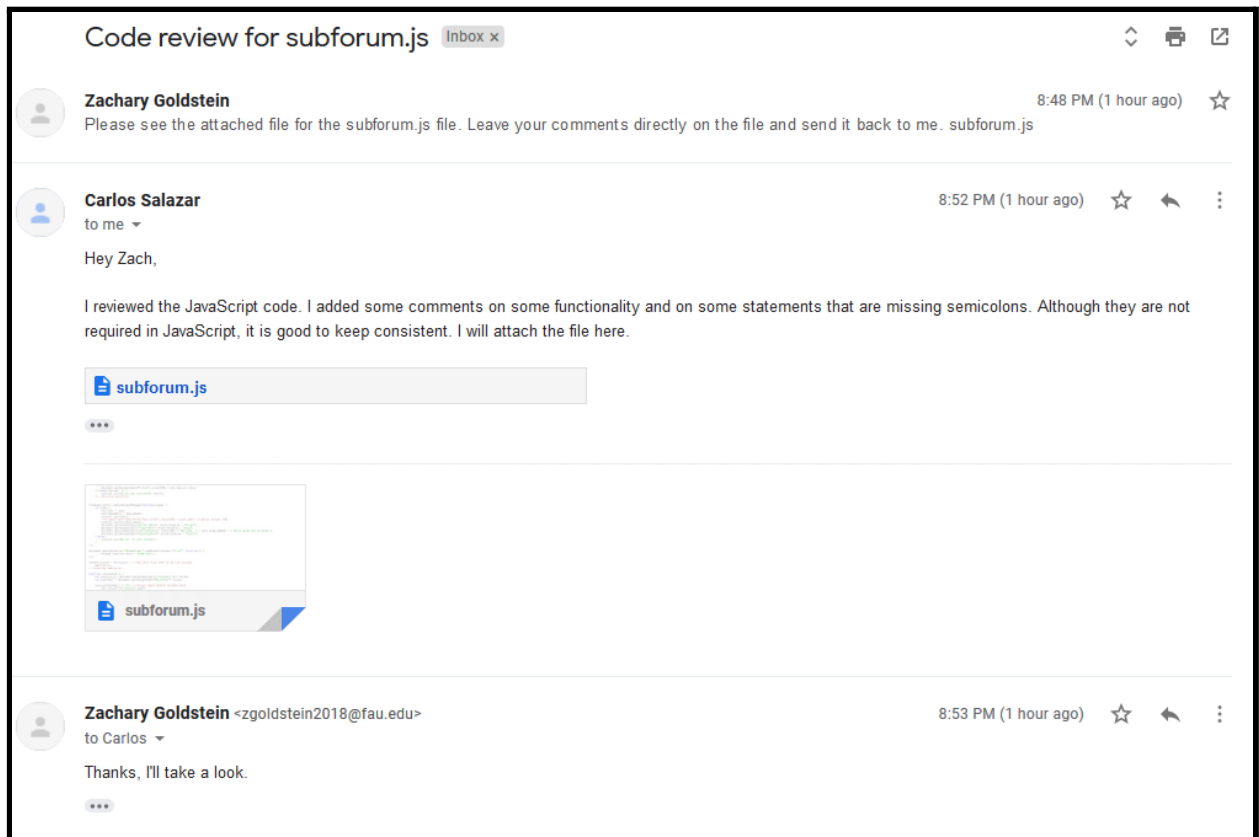 Code review for subforum.js Inbox x
Zachary Goldstein 8:48 PM (1 hour ago)
Please see the attached file for the subforum.js file. Leave your comments directly on the file and send it back to me. subforum.js
Carlos Salazar 8:52 PM (1 hour ago)
to me
Hey Zach,
I reviewed the JavaScript code. I added some comments on some functionality and on some statements that are missing semicolons. Although they are not
required in JavaScript, it is good to keep consistent. I will attach the file here.
subforum.js
subforum.js
Zachary Goldstein <zgoldstein2018@fau.edu> 8:53 PM (1 hour ago)
to Carlos
Thanks, I'll take a look.